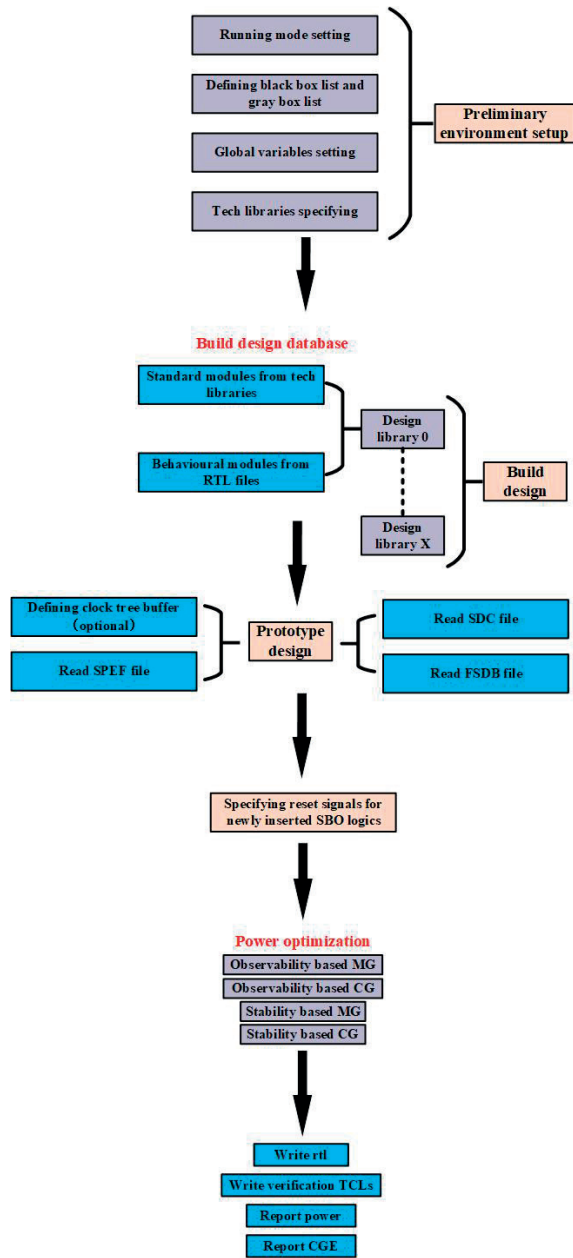 Running mode setting
Defining black box list and
gray box list
Global variables setting
Tech libraries specifying
Preliminary
environment setup
Build design database
Standard modules from tech
libraries
Behavioural modules from
RTL files
Design
library 0
Design
library X
Build
design
Defining clock tree buffer
(optional)
Read SPEF file
Prototype
design
Read SDC file
Read FSDB file
Specifying reset signals for
newly inserted SBO logics
Power optimization
Observability based MG
Observability based CG
Stability based MG
Stability based CG
Write rtl
Write verification TCLs
Report power
Report CGE